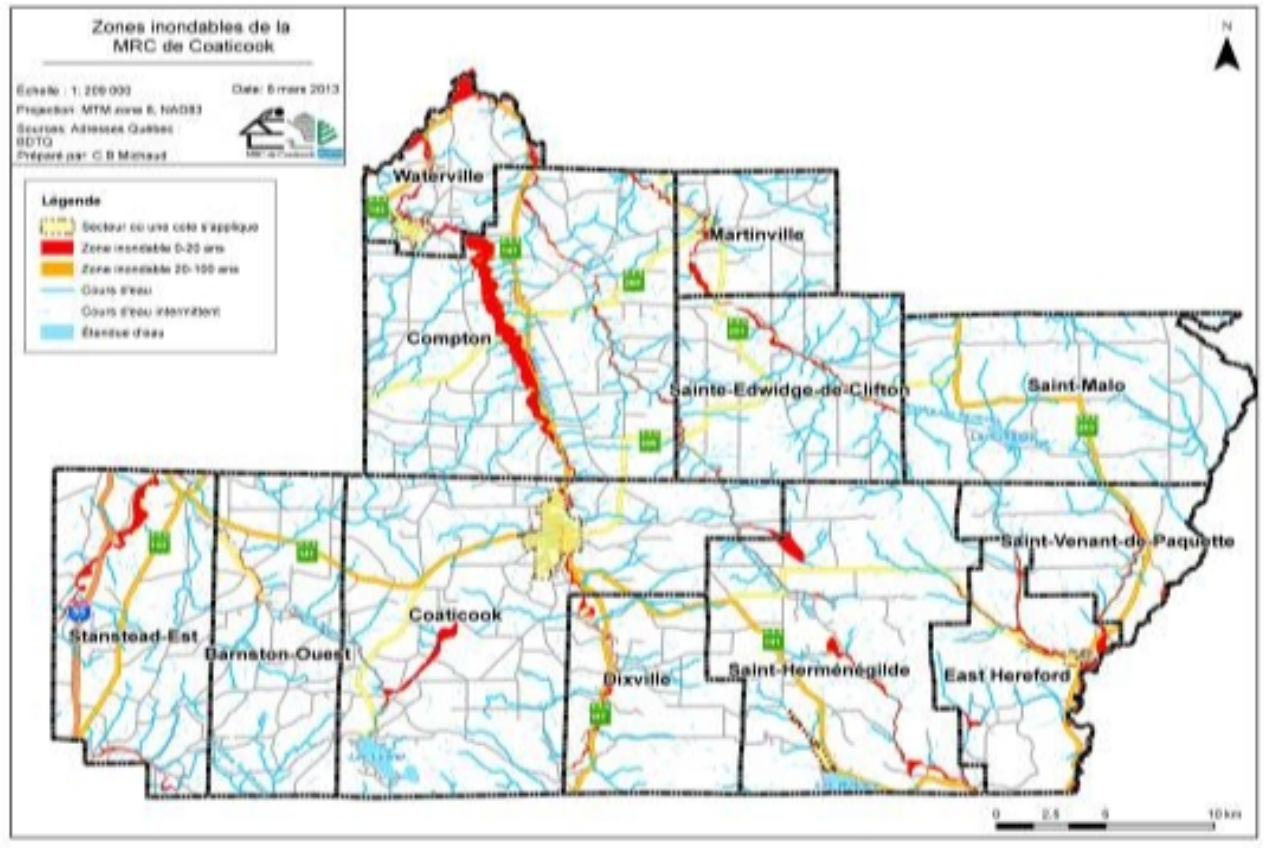 Zones inondables de la
MRC de Coaticook
Échelle : 1: 200 000
Date: 6 mars 2013
Projection: MTM zone 8, NAD83
Sources: Adresses Québec
BDTQ
Préparé par: C B Michaud
MRC de Coaticook
N
Légende
Secteur où une cote s'applique
Zone inondable 0-20 ans
Zone inondable 20-100 ans
Cours d'eau
Cours d'eau intermittent
Étendue d'eau
Waterville
Martinville
Compton
Sainte-Edwidge-de-Clifton
Saint-Malo
Saint-Venant-de-Paquette
Stanstead-Est
Barnston-Ouest
Coaticook
Dixville
Saint-Herménégilde
East Hereford
0 2.5 5 10 km